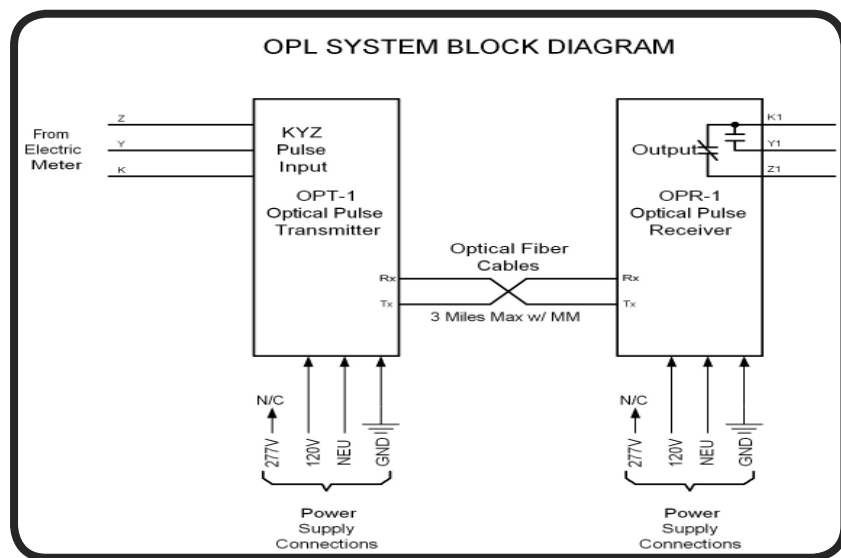 OPL SYSTEM BLOCK DIAGRAM
From
Electric
Meter
Z
Y
K
KYZ
Pulse
Input
OPT-1
Optical Pulse
Transmitter
Rx
Tx
Optical Fiber
Cables
3 Miles Max w/ MM
Output
OPR-1
Optical Pulse
Receiver
Rx
Tx
K1
Y1
Z1
N/C
277V
120V
NEU
GND
Power
Supply
Connections
N/C
277V
120V
NEU
GND
Power
Supply
Connections